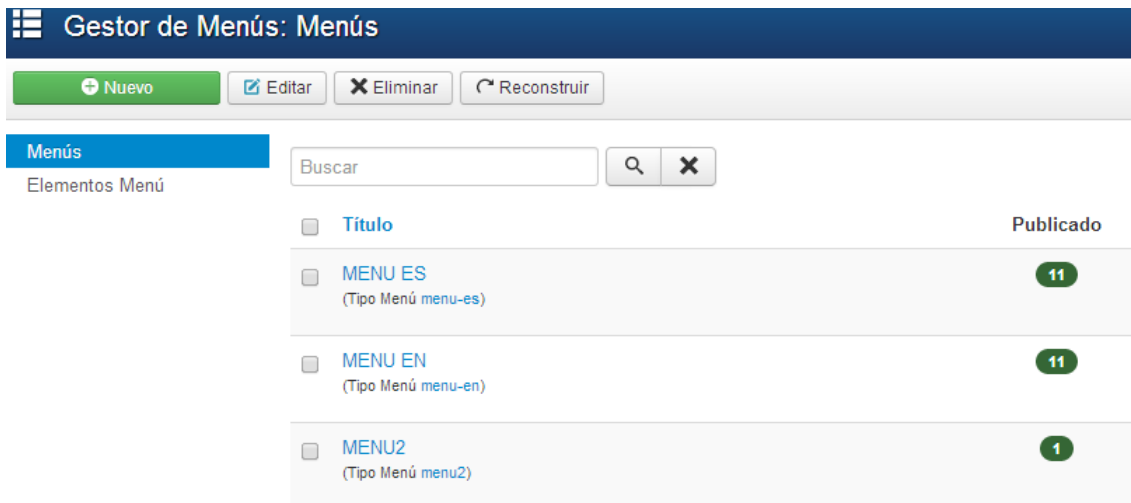 Gestor de Menús: Menús
Nuevo Editar Eliminar Reconstruir
Menús
Elementos Menú
Buscar
Título Publicado
MENU ES 11
(Tipo Menú menu-es)
MENU EN 11
(Tipo Menú menu-en)
MENU2 1
(Tipo Menú menu2)